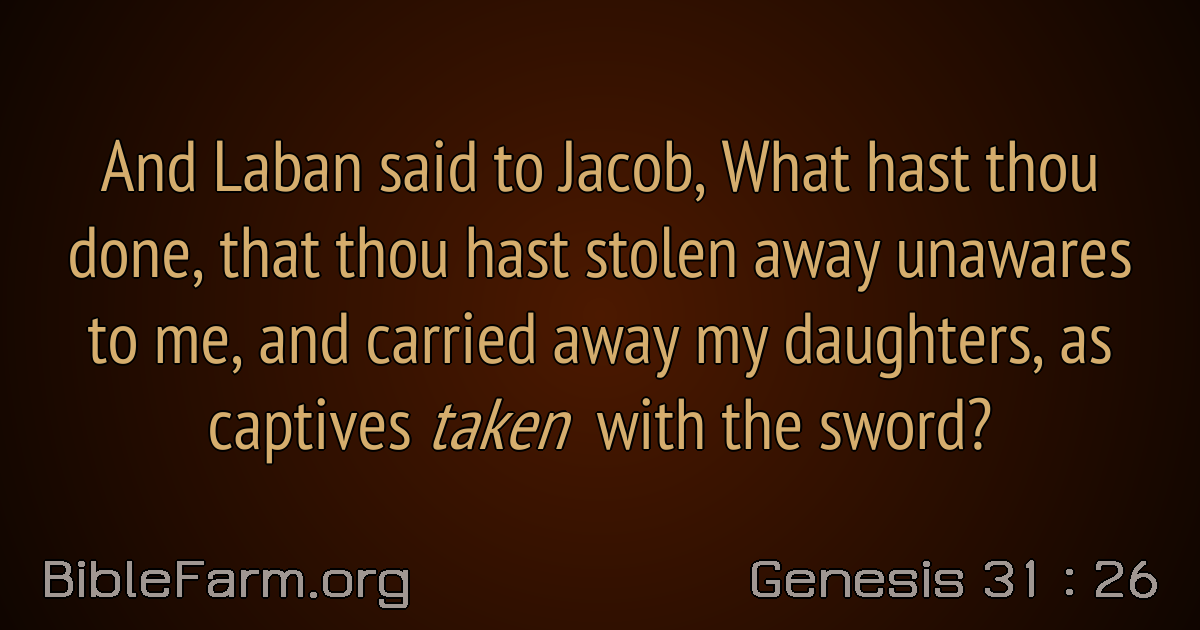 And Laban said to Jacob, What hast thou
done, that thou hast stolen away unawares
to me, and carried away my daughters, as
captives taken with the sword?
BibleFarm.org
Genesis 31 : 26